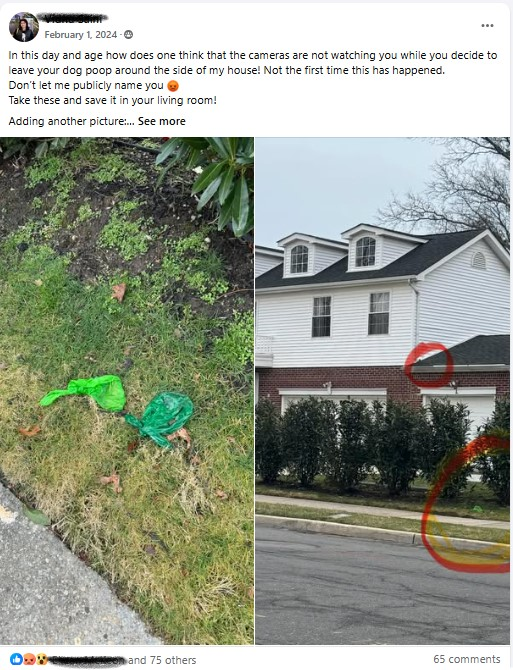 February 1, 2024 ·
In this day and age how does one think that the cameras are not watching you while you decide to
leave your dog poop around the side of my house! Not the first time this has happened.
Don't let me publicly name you 😡
Take these and save it in your living room!
Adding another picture:... See more
and 75 others
65 comments